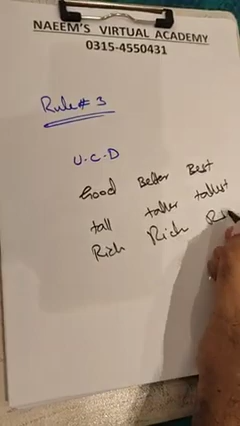 NAEEM'S VIRTUAL ACADEMY
0315-4550431
Rule# 3
U.C.D
Good Better Best
tall taller tallest
Rich Rich